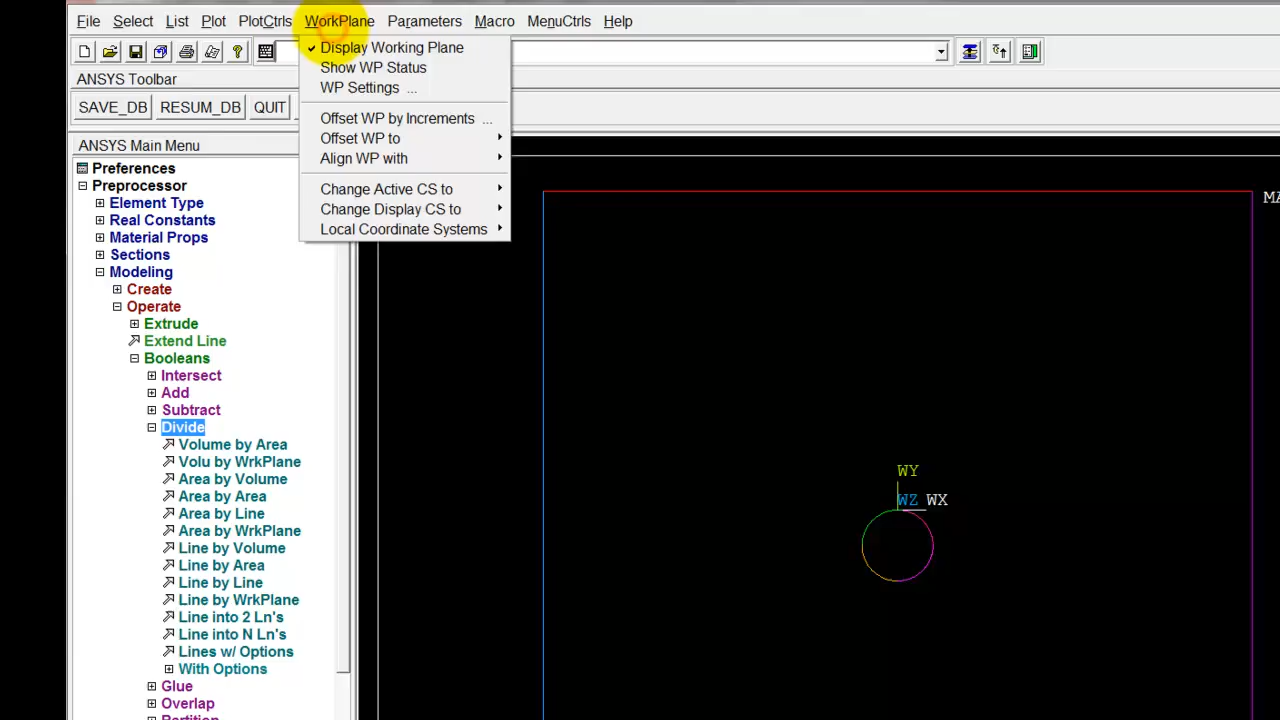 File Select List Plot PlotCtrls WorkPlane Parameters Macro MenuCtrls Help
Display Working Plane
Show WP Status
WP Settings ...
Offset WP by Increments ...
Offset WP to
Align WP with
Change Active CS to
Change Display CS to
Local Coordinate Systems
ANSYS Toolbar
SAVE_DB RESUM_DB QUIT
ANSYS Main Menu
Preferences
Preprocessor
Element Type
Real Constants
Material Props
Sections
Modeling
Create
Operate
Extrude
Extend Line
Booleans
Intersect
Add
Subtract
Divide
Volume by Area
Volu by WrkPlane
Area by Volume
Area by Area
Area by Line
Area by WrkPlane
Line by Volume
Line by Area
Line by Line
Line by WrkPlane
Line into 2 Ln's
Line into N Ln's
Lines w/ Options
With Options
Glue
Overlap
WY
WZ WX